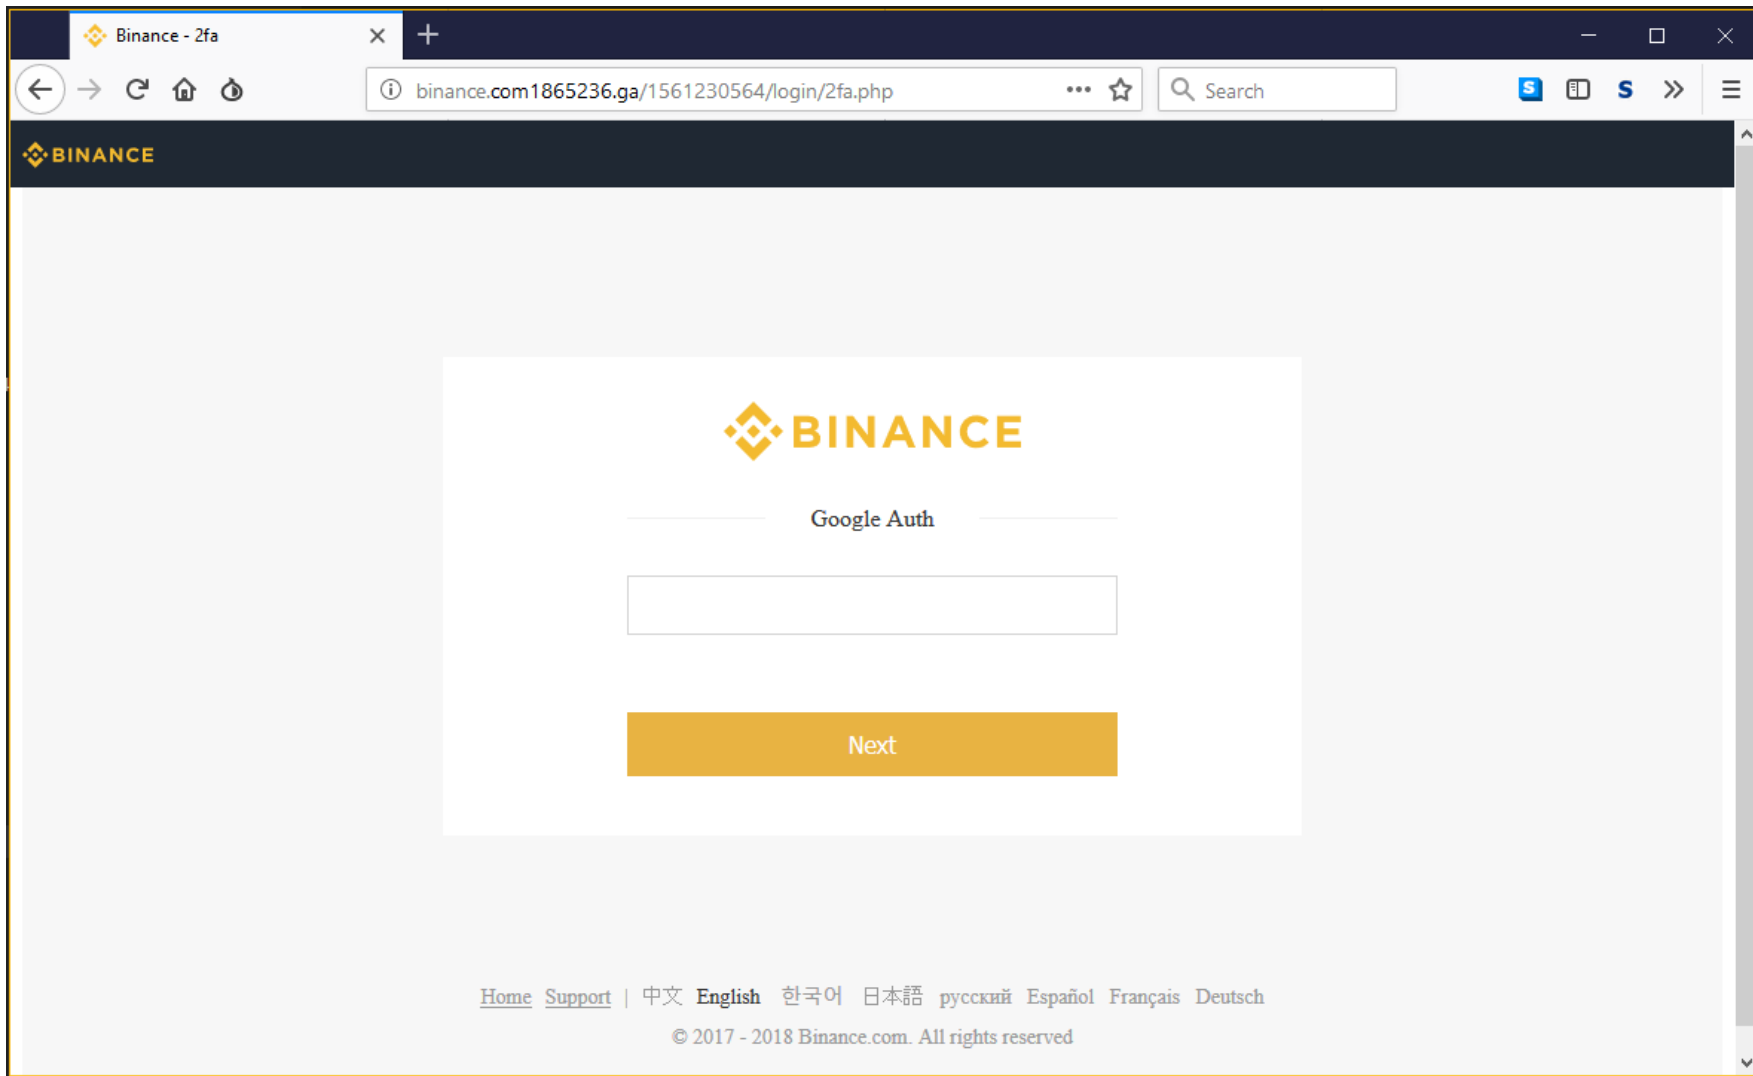 Binance - 2fa
binance.com1865236.ga/1561230564/login/2fa.php
Search
S
S
BINANCE
BINANCE
Google Auth
Next
Home Support | 中文 English 한국어 日本語 русский Español Français Deutsch
© 2017 - 2018 Binance.com. All rights reserved